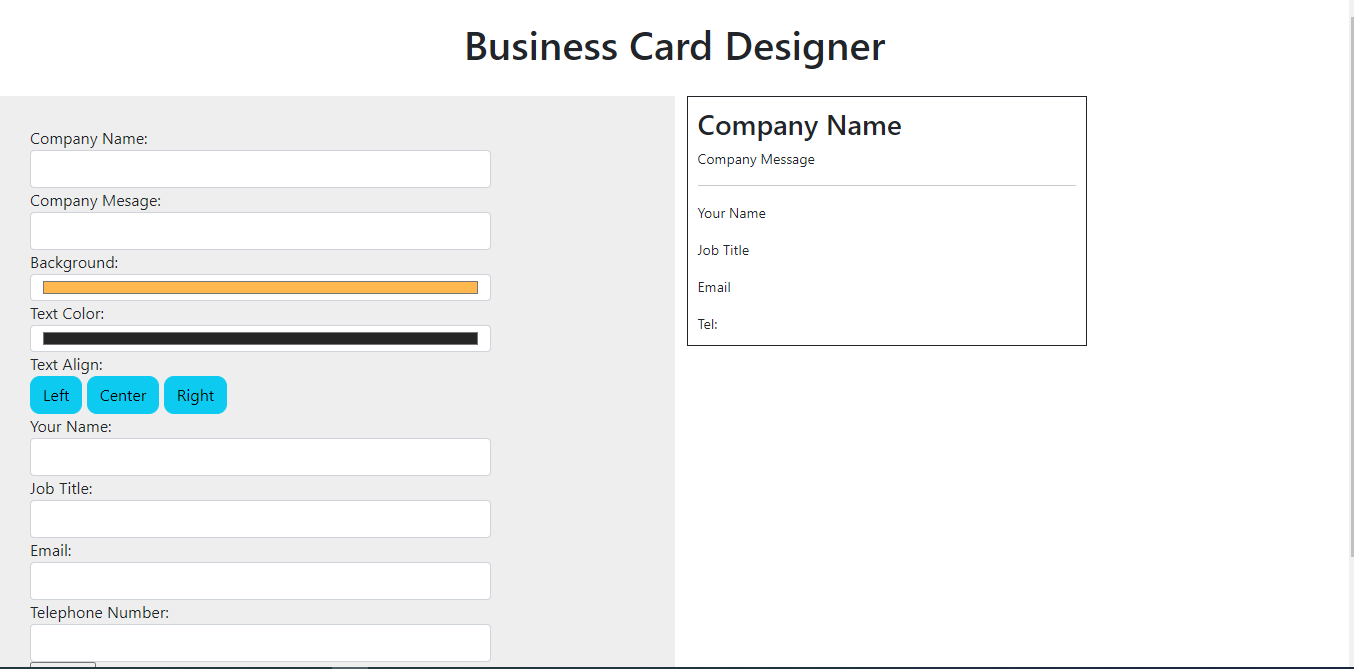 Business Card Designer
Company Name:
Company Mesage:
Background:
Text Color:
Text Align:
Left Center Right
Your Name:
Job Title:
Email:
Telephone Number:
Company Name
Company Message
Your Name
Job Title
Email
Tel: